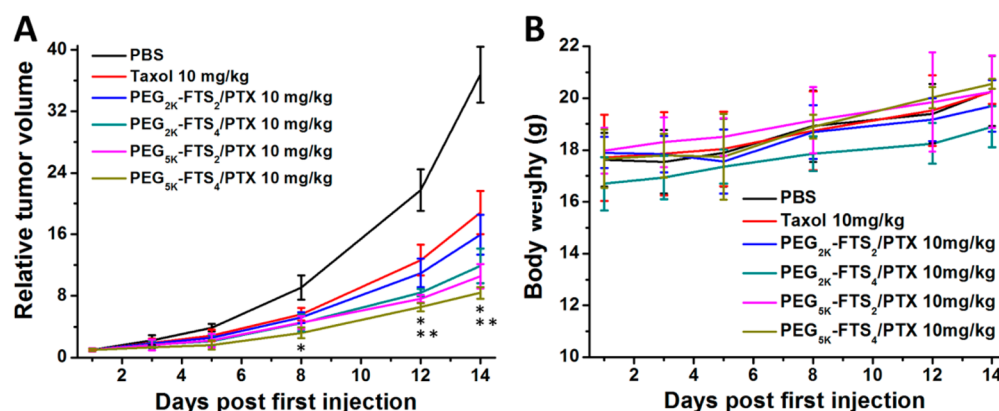 A
Relative tumor volume
40
32
24
16
8
0
PBS
Taxol 10 mg/kg
PEG2K-FTS2/PTX 10 mg/kg
PEG2K-FTS4/PTX 10 mg/kg
PEG5K-FTS2/PTX 10 mg/kg
PEG5K-FTS4/PTX 10 mg/kg
*
*
**
*
**
2 4 6 8 10 12 14
Days post first injection
B
Body weighy (g)
22
20
18
16
14
12
10
PBS
Taxol 10mg/kg
PEG2K-FTS2/PTX 10mg/kg
PEG2K-FTS4/PTX 10mg/kg
PEG5K-FTS2/PTX 10mg/kg
PEG5K-FTS4/PTX 10mg/kg
2 4 6 8 10 12 14
Days post first injection